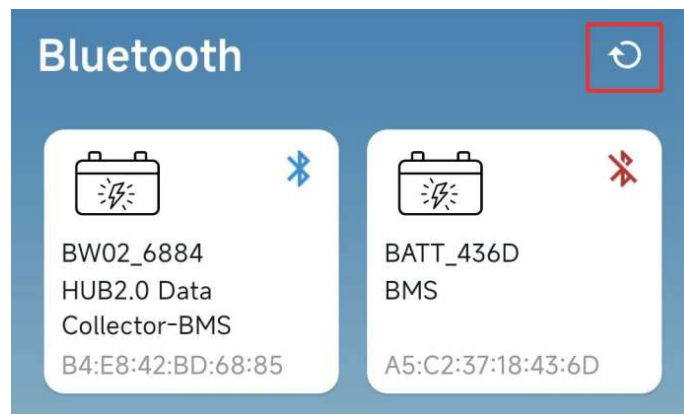 Bluetooth
BW02_6884
HUB2.0 Data
Collector-BMS
B4:E8:42:BD:68:85
BATT_436D
BMS
A5:C2:37:18:43:6D